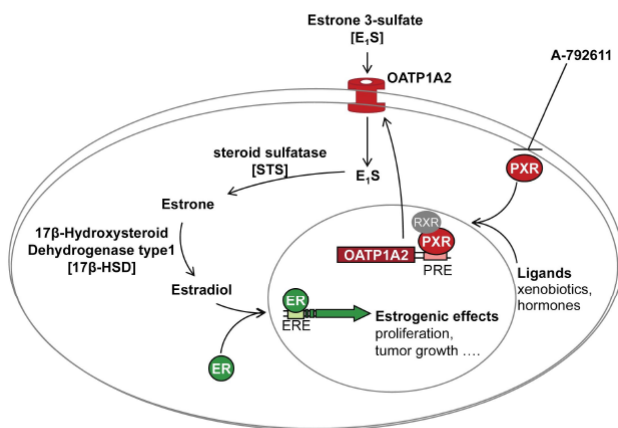 Estrone 3-sulfate
[E₁S]
A-792611
OATP1A2
steroid sulfatase
[STS]
E₁S
PXR
Estrone
17β-Hydroxysteroid
Dehydrogenase type1
[17β-HSD]
RXR
PXR
OATP1A2
PRE
Ligands
xenobiotics,
hormones
Estradiol
ER
ERE
Estrogenic effects
proliferation,
tumor growth ....
ER